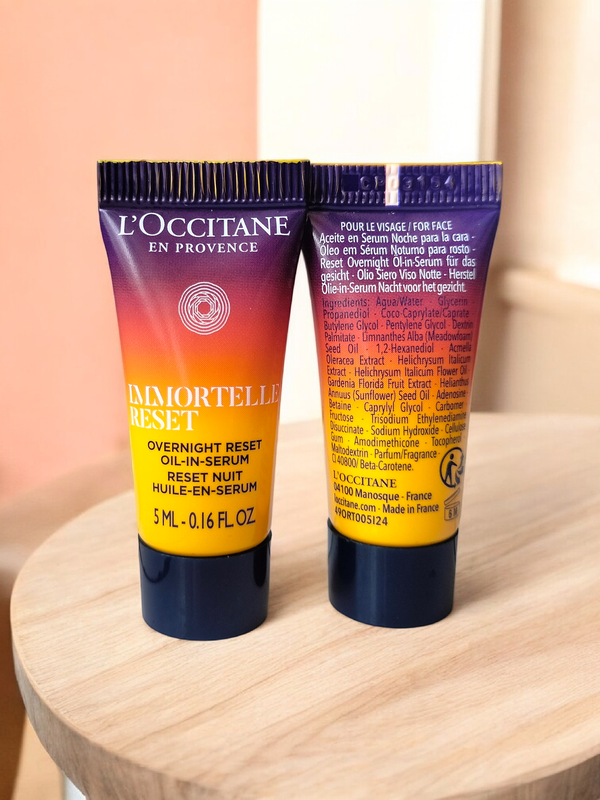 L'OCCITANE
EN PROVENCE
IMMORTELLE
RESET
OVERNIGHT RESET
OIL-IN-SERUM
RESET NUIT
HUILE-EN-SERUM
5 ML - 0.16 FL OZ
POUR LE VISAGE / FOR FACE
Aceite en Serum Noche para la cara -
Óleo em Sérum Noturno para rosto -
Reset Overnight Öl-in-Serum für das
gesicht - Olio Siero Viso Notte - Herstel
Olie-in-Serum Nacht voor het gezicht.
Ingredients: Aqua/Water - Glycerin -
Propanediol - Coco-Caprylate/Caprate -
Butylene Glycol - Pentylene Glycol - Dextrin
Palmitate - Limnanthes Alba (Meadowfoam)
Seed Oil - 1,2-Hexanediol - Acmella
Oleracea Extract - Helichrysum Italicum
Extract - Helichrysum Italicum Flower Oil -
Gardenia Florida Fruit Extract - Helianthus
Annuus (Sunflower) Seed Oil - Adenosine -
Betaine - Caprylyl Glycol - Carbomer -
Fructose - Trisodium Ethylenediamine
Disuccinate - Sodium Hydroxide - Cellulose
Gum - Amodimethicone - Tocopherol -
Maltodextrin - Parfum/Fragrance -
CI 40800/ Beta-Carotene.
L'OCCITANE
04100 Manosque - France
loccitane.com - Made in France
49ORT005I24